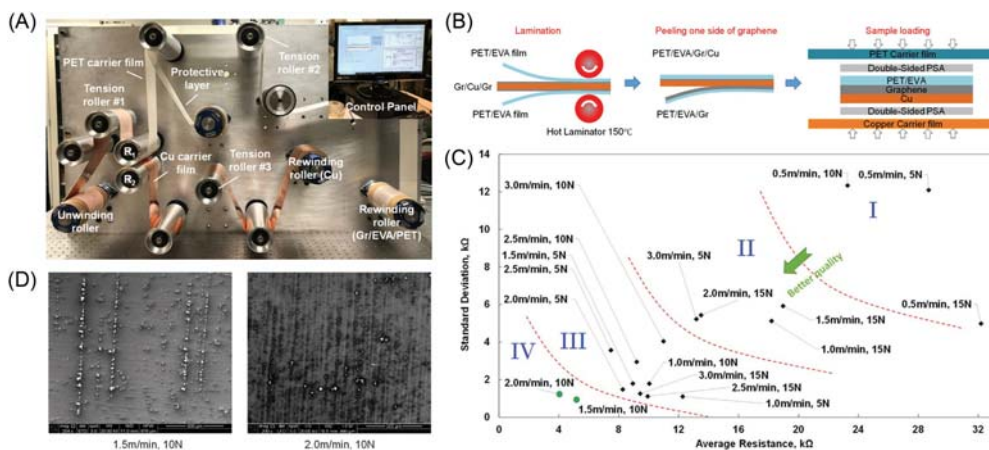 (A)
PET carrier film
Tension roller #1
Protective layer
Tension roller #2
Control Panel
R1
R2
Cu carrier film
Tension roller #3
Rewinding roller (Cu)
Unwinding roller
Rewinding roller (Gr/EVA/PET)
(B)
Lamination
PET/EVA film
Gr/Cu/Gr
PET/EVA film
Hot Laminator 150℃
Peeling one side of graphene
PET/EVA/Gr/Cu
PET/EVA/Gr
Sample loading
PET Carrier film
Double-Sided PSA
PET/EVA
Graphene
Cu
Double-Sided PSA
Copper Carrier film
(C)
Standard Deviation, kΩ
14
12
10
8
6
4
2
0
3.0m/min, 10N
2.5m/min, 10N
1.5m/min, 5N
2.5m/min, 5N
2.0m/min, 5N
0.5m/min, 10N
0.5m/min, 5N
I
II
3.0m/min, 5N
Better quality
2.0m/min, 15N
0.5m/min, 15N
1.5m/min, 15N
1.0m/min, 15N
III
IV
1.0m/min, 10N
3.0m/min, 15N
2.0m/min, 10N
2.5m/min, 15N
1.5m/min, 10N
1.0m/min, 5N
0 4 8 12 16 20 24 28 32
Average Resistance, kΩ
(D)
1.5m/min, 10N
2.0m/min, 10N